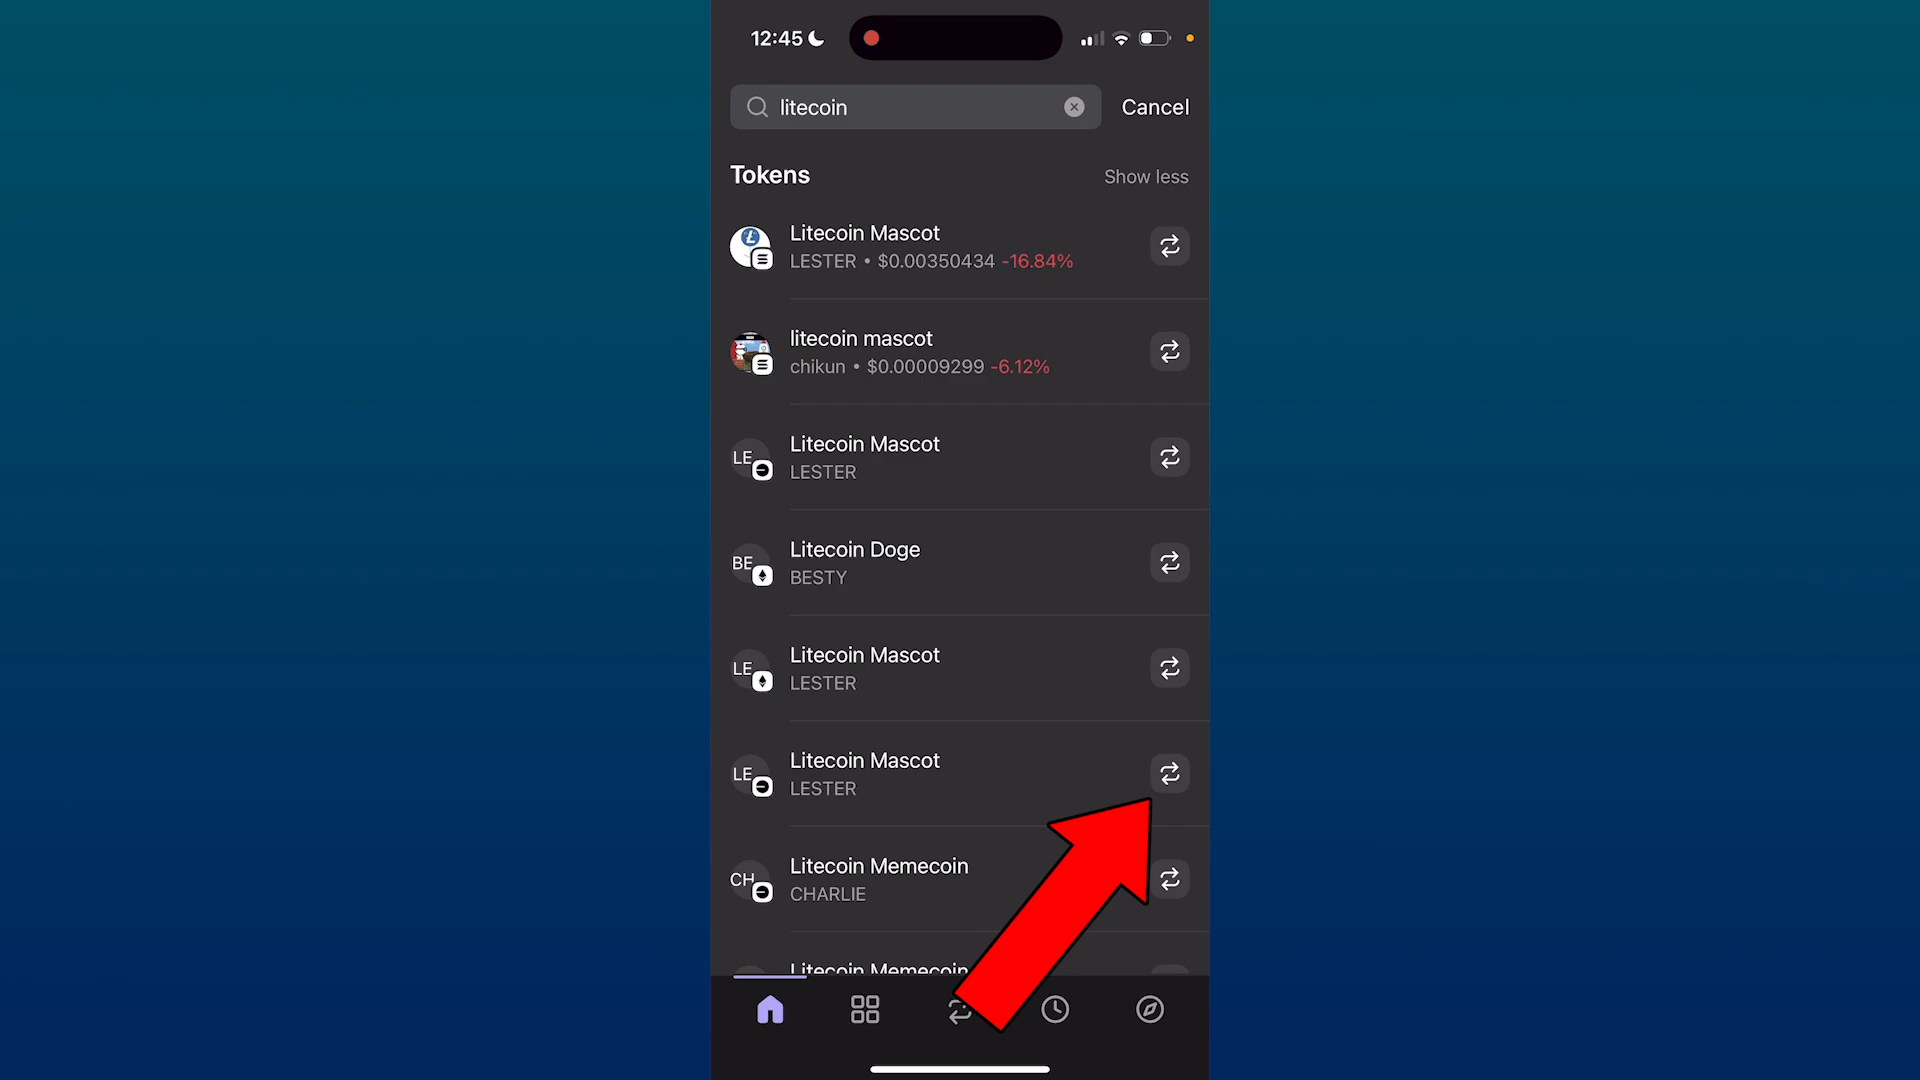 12:45
litecoin
Cancel
Tokens
Show less
Litecoin Mascot
LESTER • $0.00350434 -16.84%
litecoin mascot
chikun • $0.00009299 -6.12%
LE
Litecoin Mascot
LESTER
BE
Litecoin Doge
BESTY
LE
Litecoin Mascot
LESTER
LE
Litecoin Mascot
LESTER
CH
Litecoin Memecoin
CHARLIE
Litecoin Memecoin